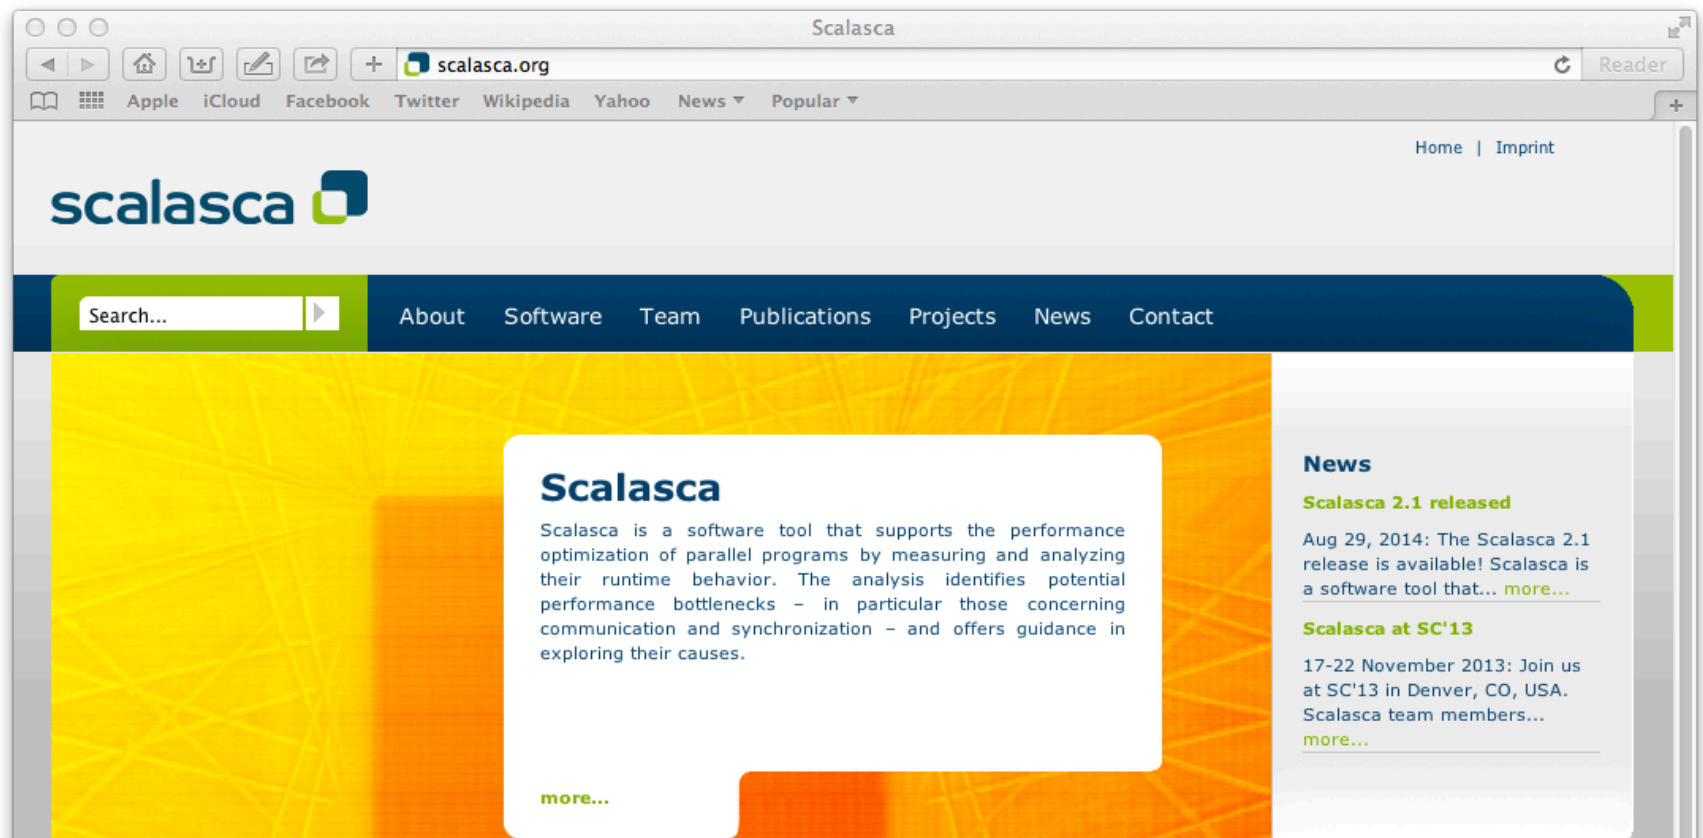 Scalasca
scalasca.org
Reader
Apple iCloud Facebook Twitter Wikipedia Yahoo News Popular
Home | Imprint
scalasca
Search...
About Software Team Publications Projects News Contact
Scalasca
Scalasca is a software tool that supports the performance
optimization of parallel programs by measuring and analyzing
their runtime behavior. The analysis identifies potential
performance bottlenecks – in particular those concerning
communication and synchronization – and offers guidance in
exploring their causes.
more...
News
Scalasca 2.1 released
Aug 29, 2014: The Scalasca 2.1
release is available! Scalasca is
a software tool that... more...
Scalasca at SC'13
17-22 November 2013: Join us
at SC'13 in Denver, CO, USA.
Scalasca team members...
more...